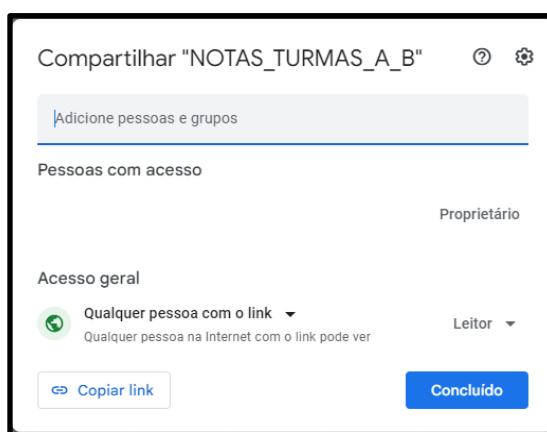 Compartilhar "NOTAS_TURMAS_A_B"
Adicione pessoas e grupos
Pessoas com acesso
Proprietário
Acesso geral
Qualquer pessoa com o link
Qualquer pessoa na Internet com o link pode ver
Leitor
Copiar link
Concluído